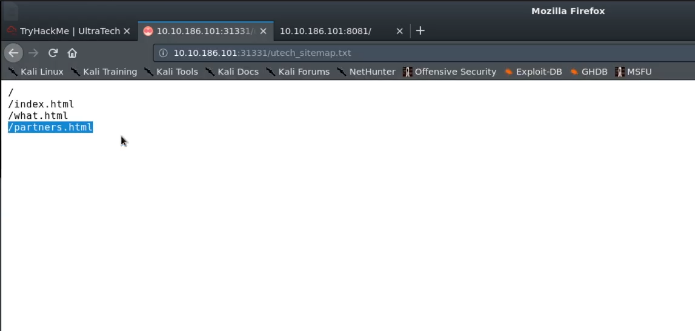 Mozilla Firefox
TryHackMe | UltraTech
10.10.186.101:31331/
10.10.186.101:8081/
10.10.186.101:31331/utech_sitemap.txt
Kali Linux Kali Training Kali Tools Kali Docs Kali Forums NetHunter Offensive Security Exploit-DB GHDB MSFU
/
/index.html
/what.html
/partners.html